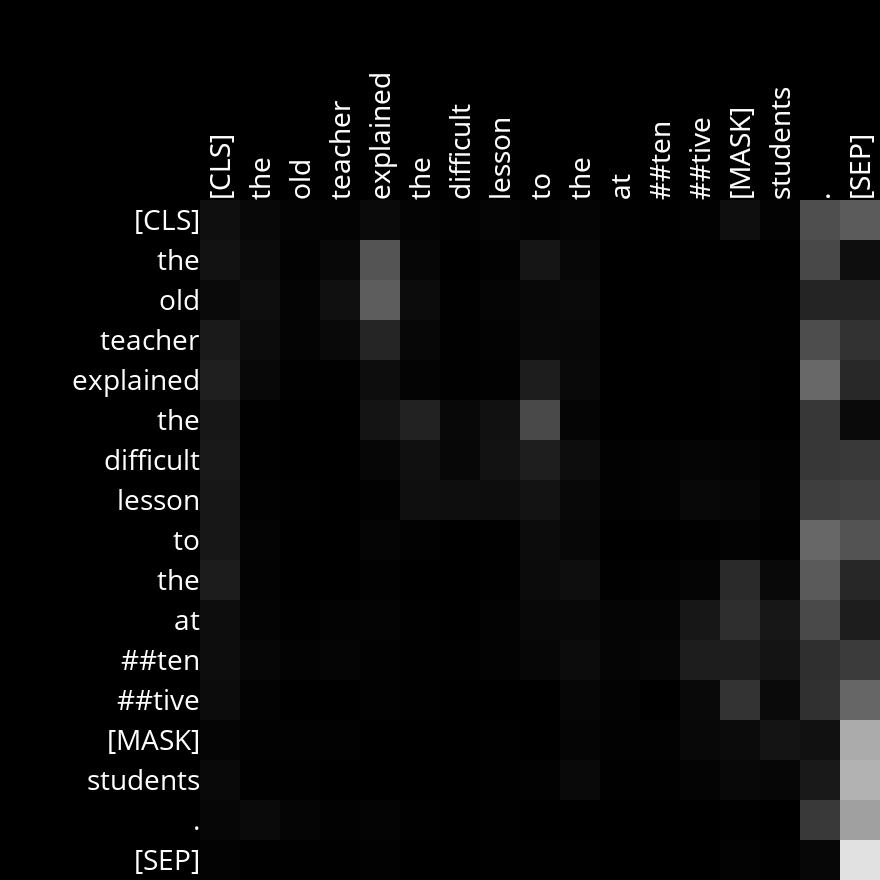 [CLS] the old teacher explained the difficult lesson to the at ##ten ##tive [MASK] students . [SEP]
[CLS]
the
old
teacher
explained
the
difficult
lesson
to
the
at
##ten
##tive
[MASK]
students
.
[SEP]